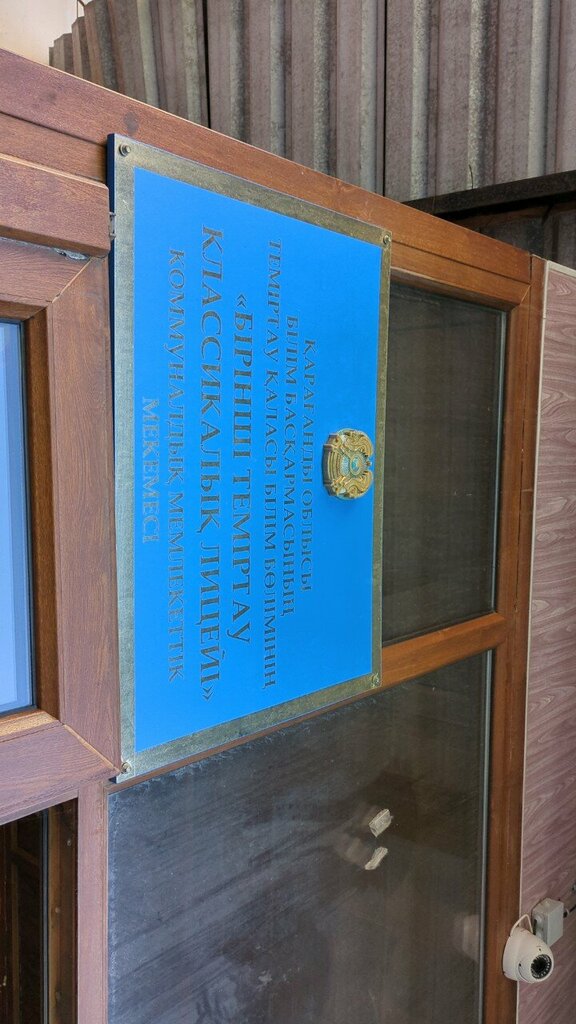 ҚАРАҒАНДЫ ОБЛЫСЫ
БІЛІМ БАСҚАРМАСЫНЫҢ
ТЕМІРТАУ ҚАЛАСЫ БІЛІМ БӨЛІМІНІҢ
«БІРІНШІ ТЕМІРТАУ
КЛАССИКАЛЫҚ ЛИЦЕЙІ»
КОММУНАЛДЫҚ МЕМЛЕКЕТТІК
МЕКЕМЕСІ